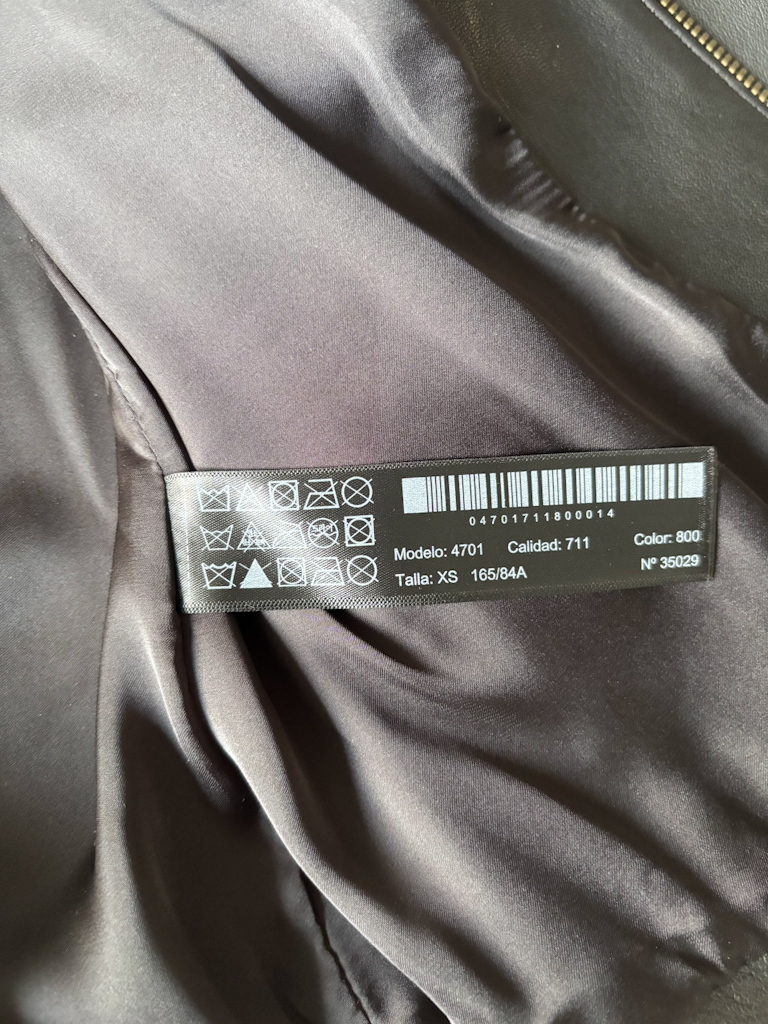 04701711800014
Modelo: 4701 Calidad: 711 Color: 800
Talla: XS 165/84A Nº 35029